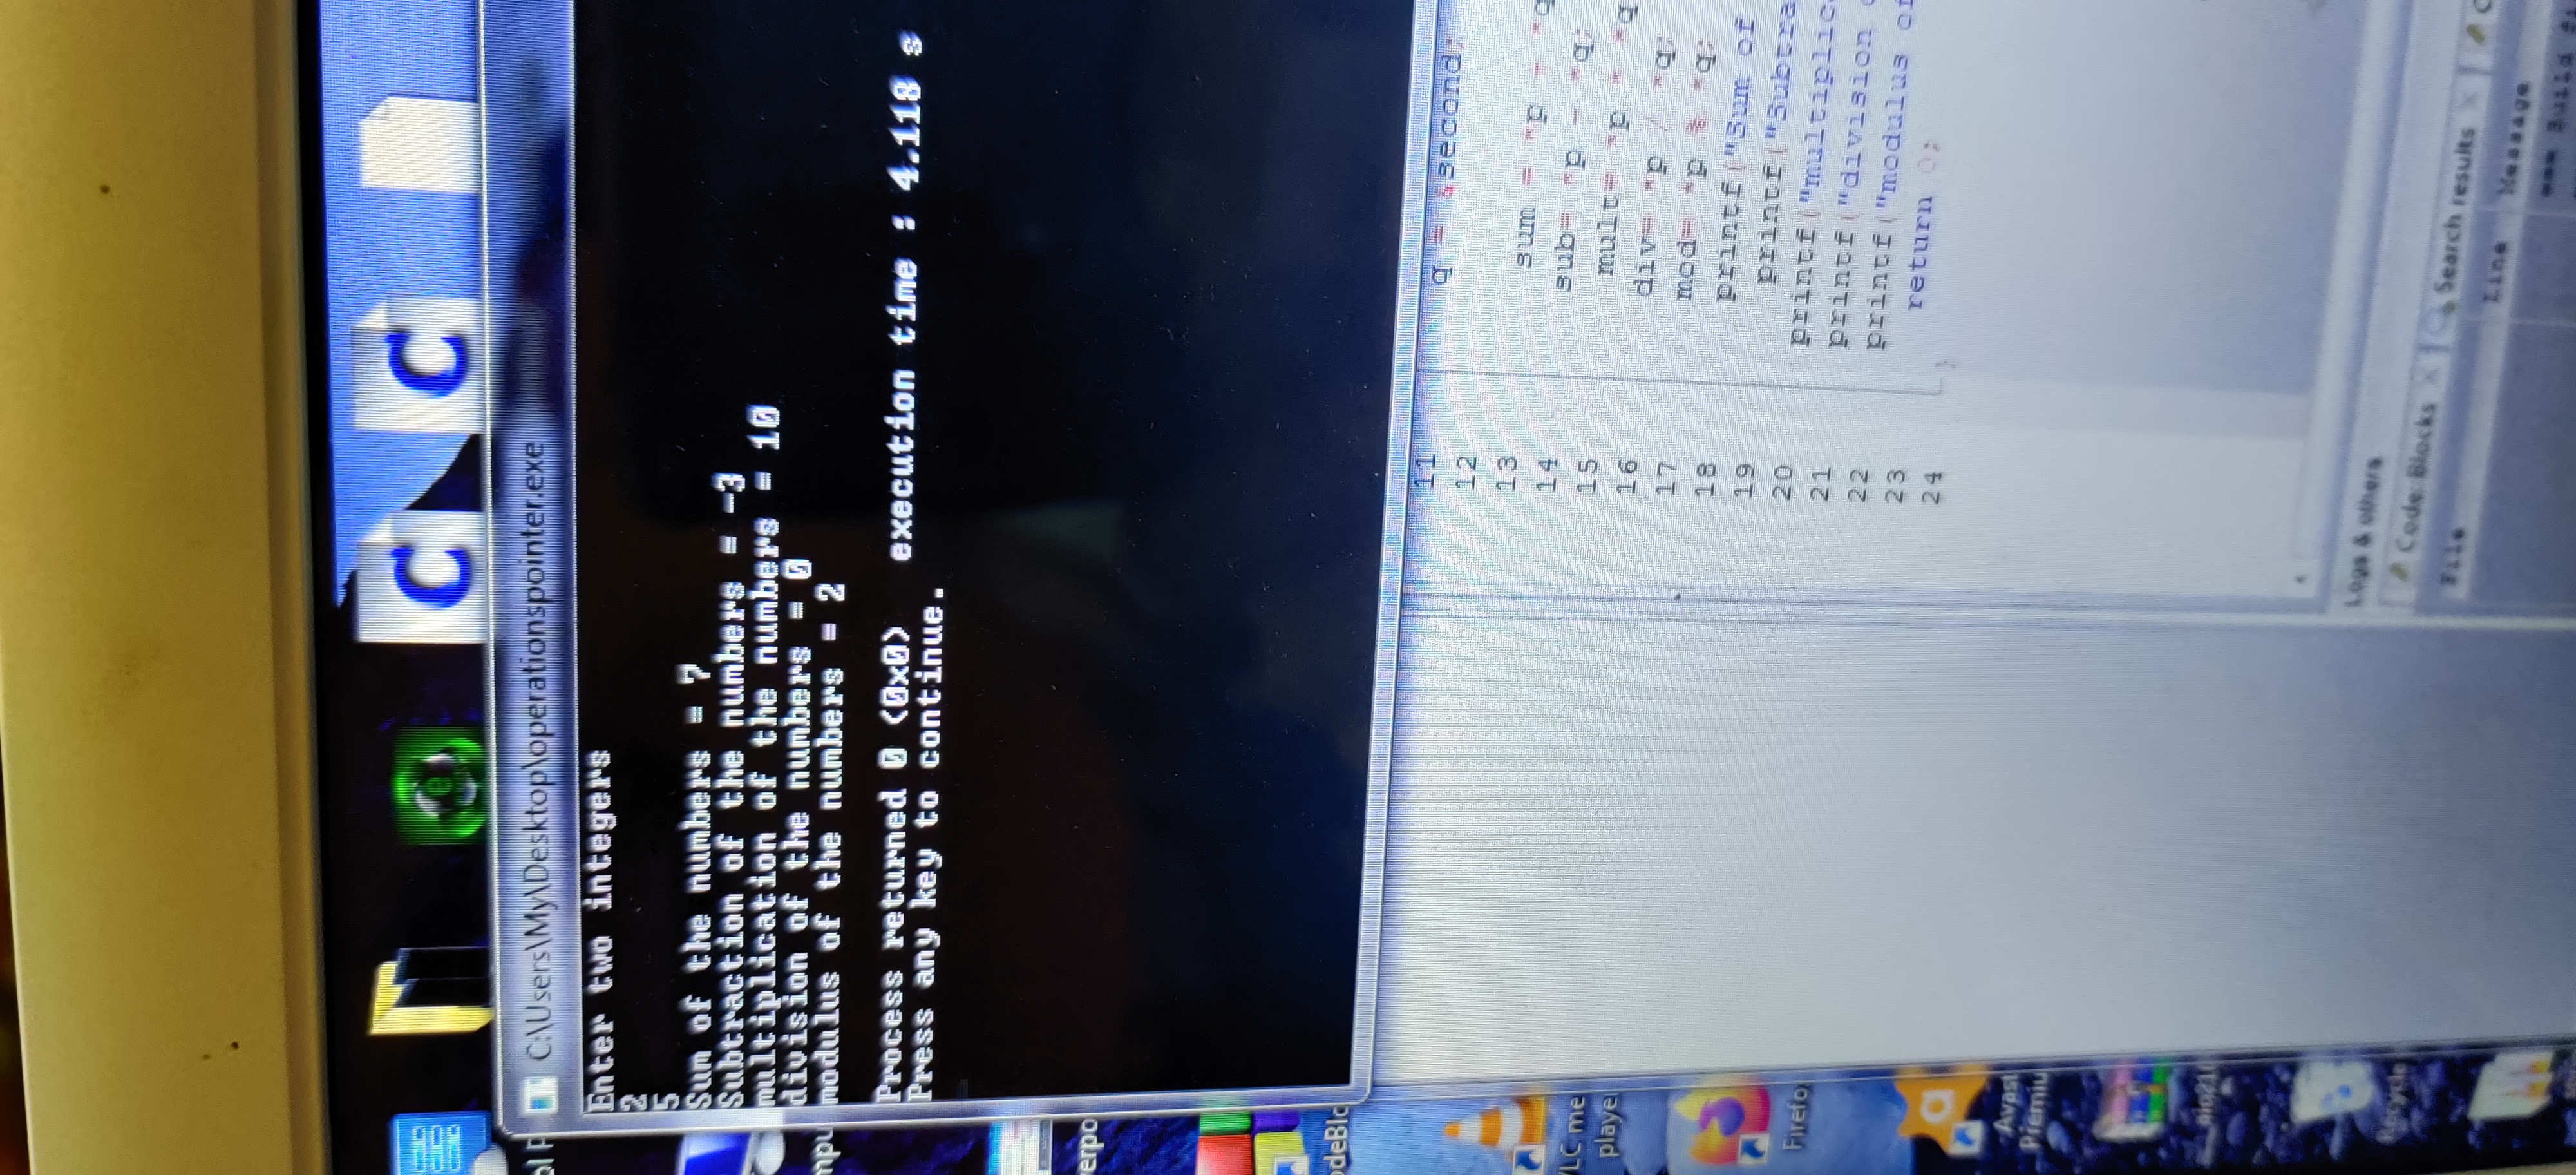 C:\Users\My\Desktop\operationspointer.exe
Enter two integers
2
5
Sum of the numbers = 7
Subtraction of the numbers = -3
multiplication of the numbers = 10
division of the numbers = 0
modulus of the numbers = 2
Process returned 0 (0x0)   execution time : 4.118 s
Press any key to continue.
erpo
odeBlo
VLC me
playe
Firefo
Avast
Premiu
Recycle
11 q = &second;
12
13 sum = *p + *q
14 sub= *p - *q;
15 mult= *p * *q
16 div= *p / *q;
17 mod= *p % *q;
18 printf("Sum of
19 printf("Subtra
20 printf("multiplic
21 printf("division
22 printf("modulus of
23 return 0;
24 }
Logs & others
Code::Blocks
Search results
File
Line
Message